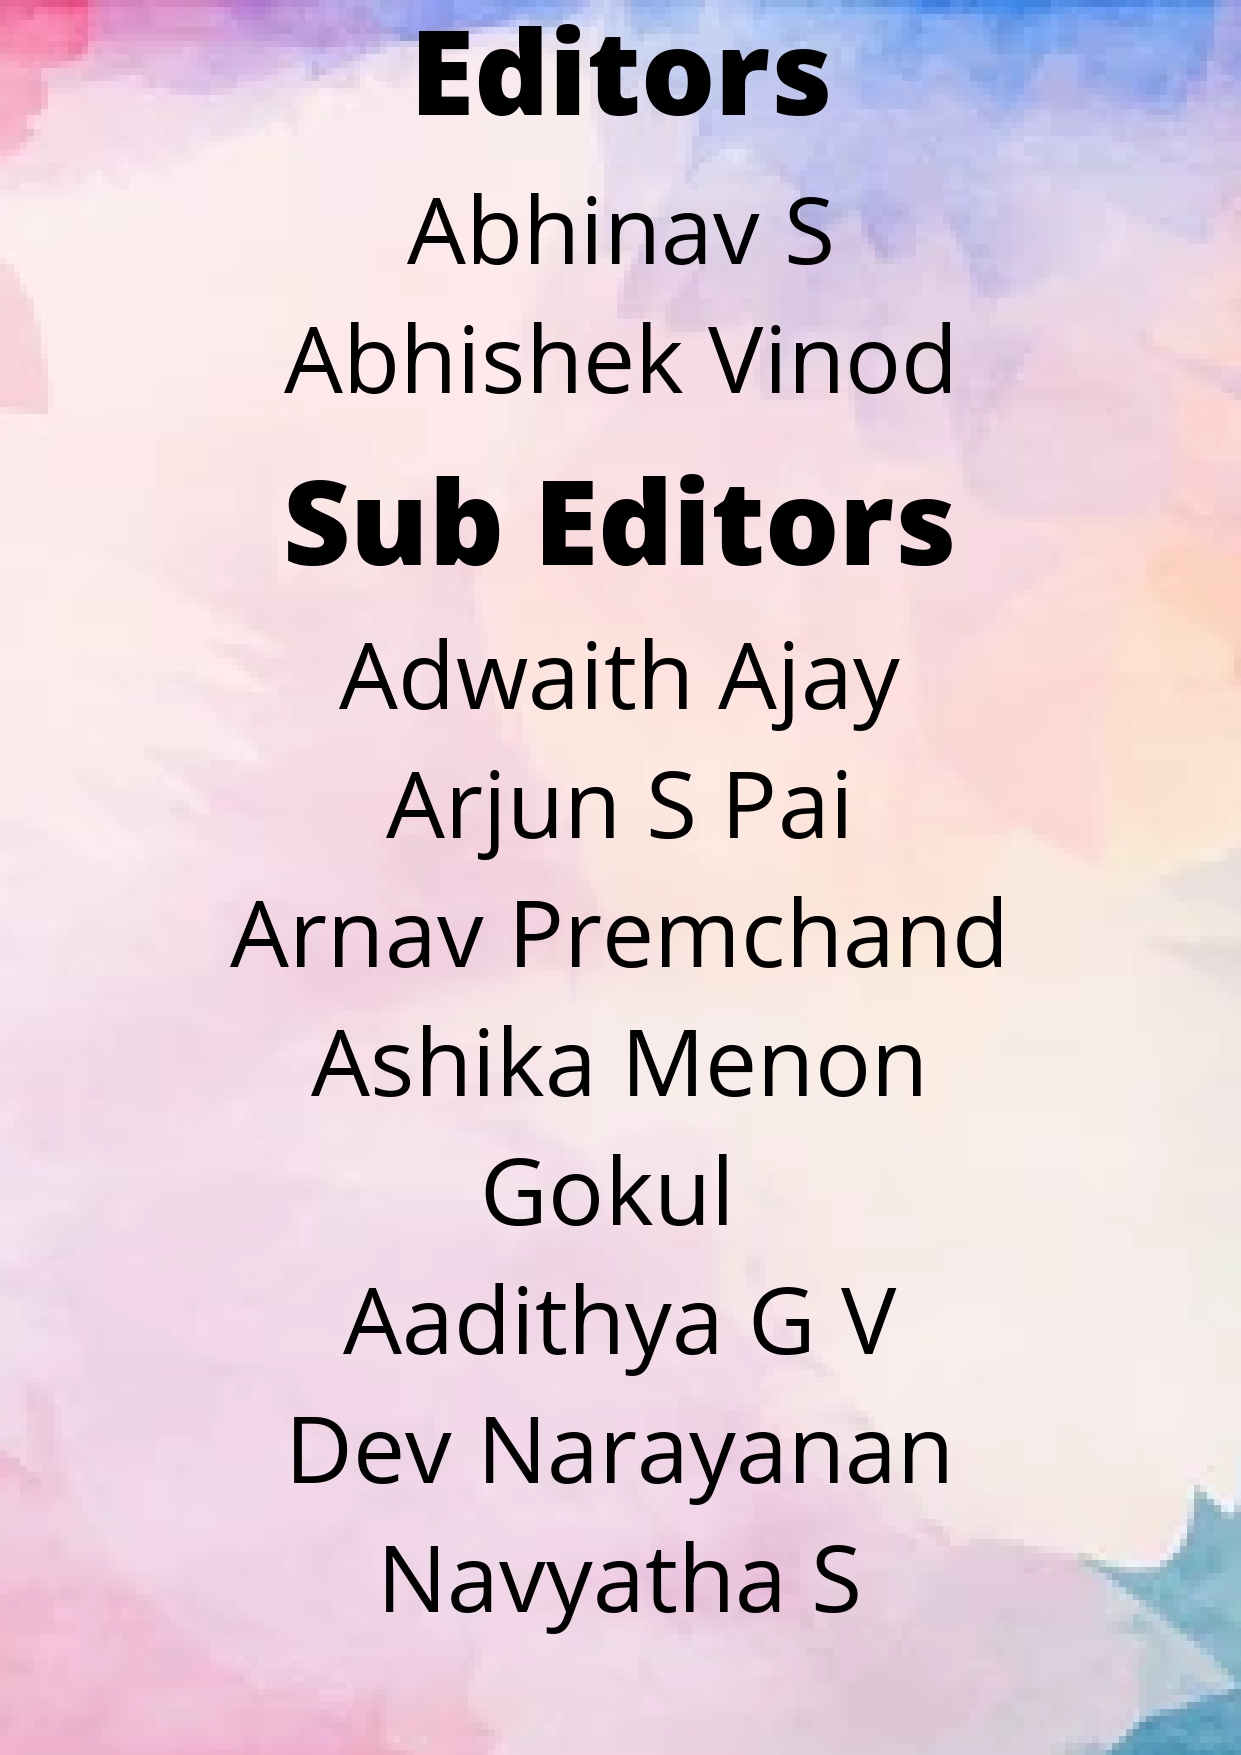 Editors
Abhinav S
Abhishek Vinod
Sub Editors
Adwaith Ajay
Arjun S Pai
Arnav Premchand
Ashika Menon
Gokul
Aadithya G V
Dev Narayanan
Navyatha S